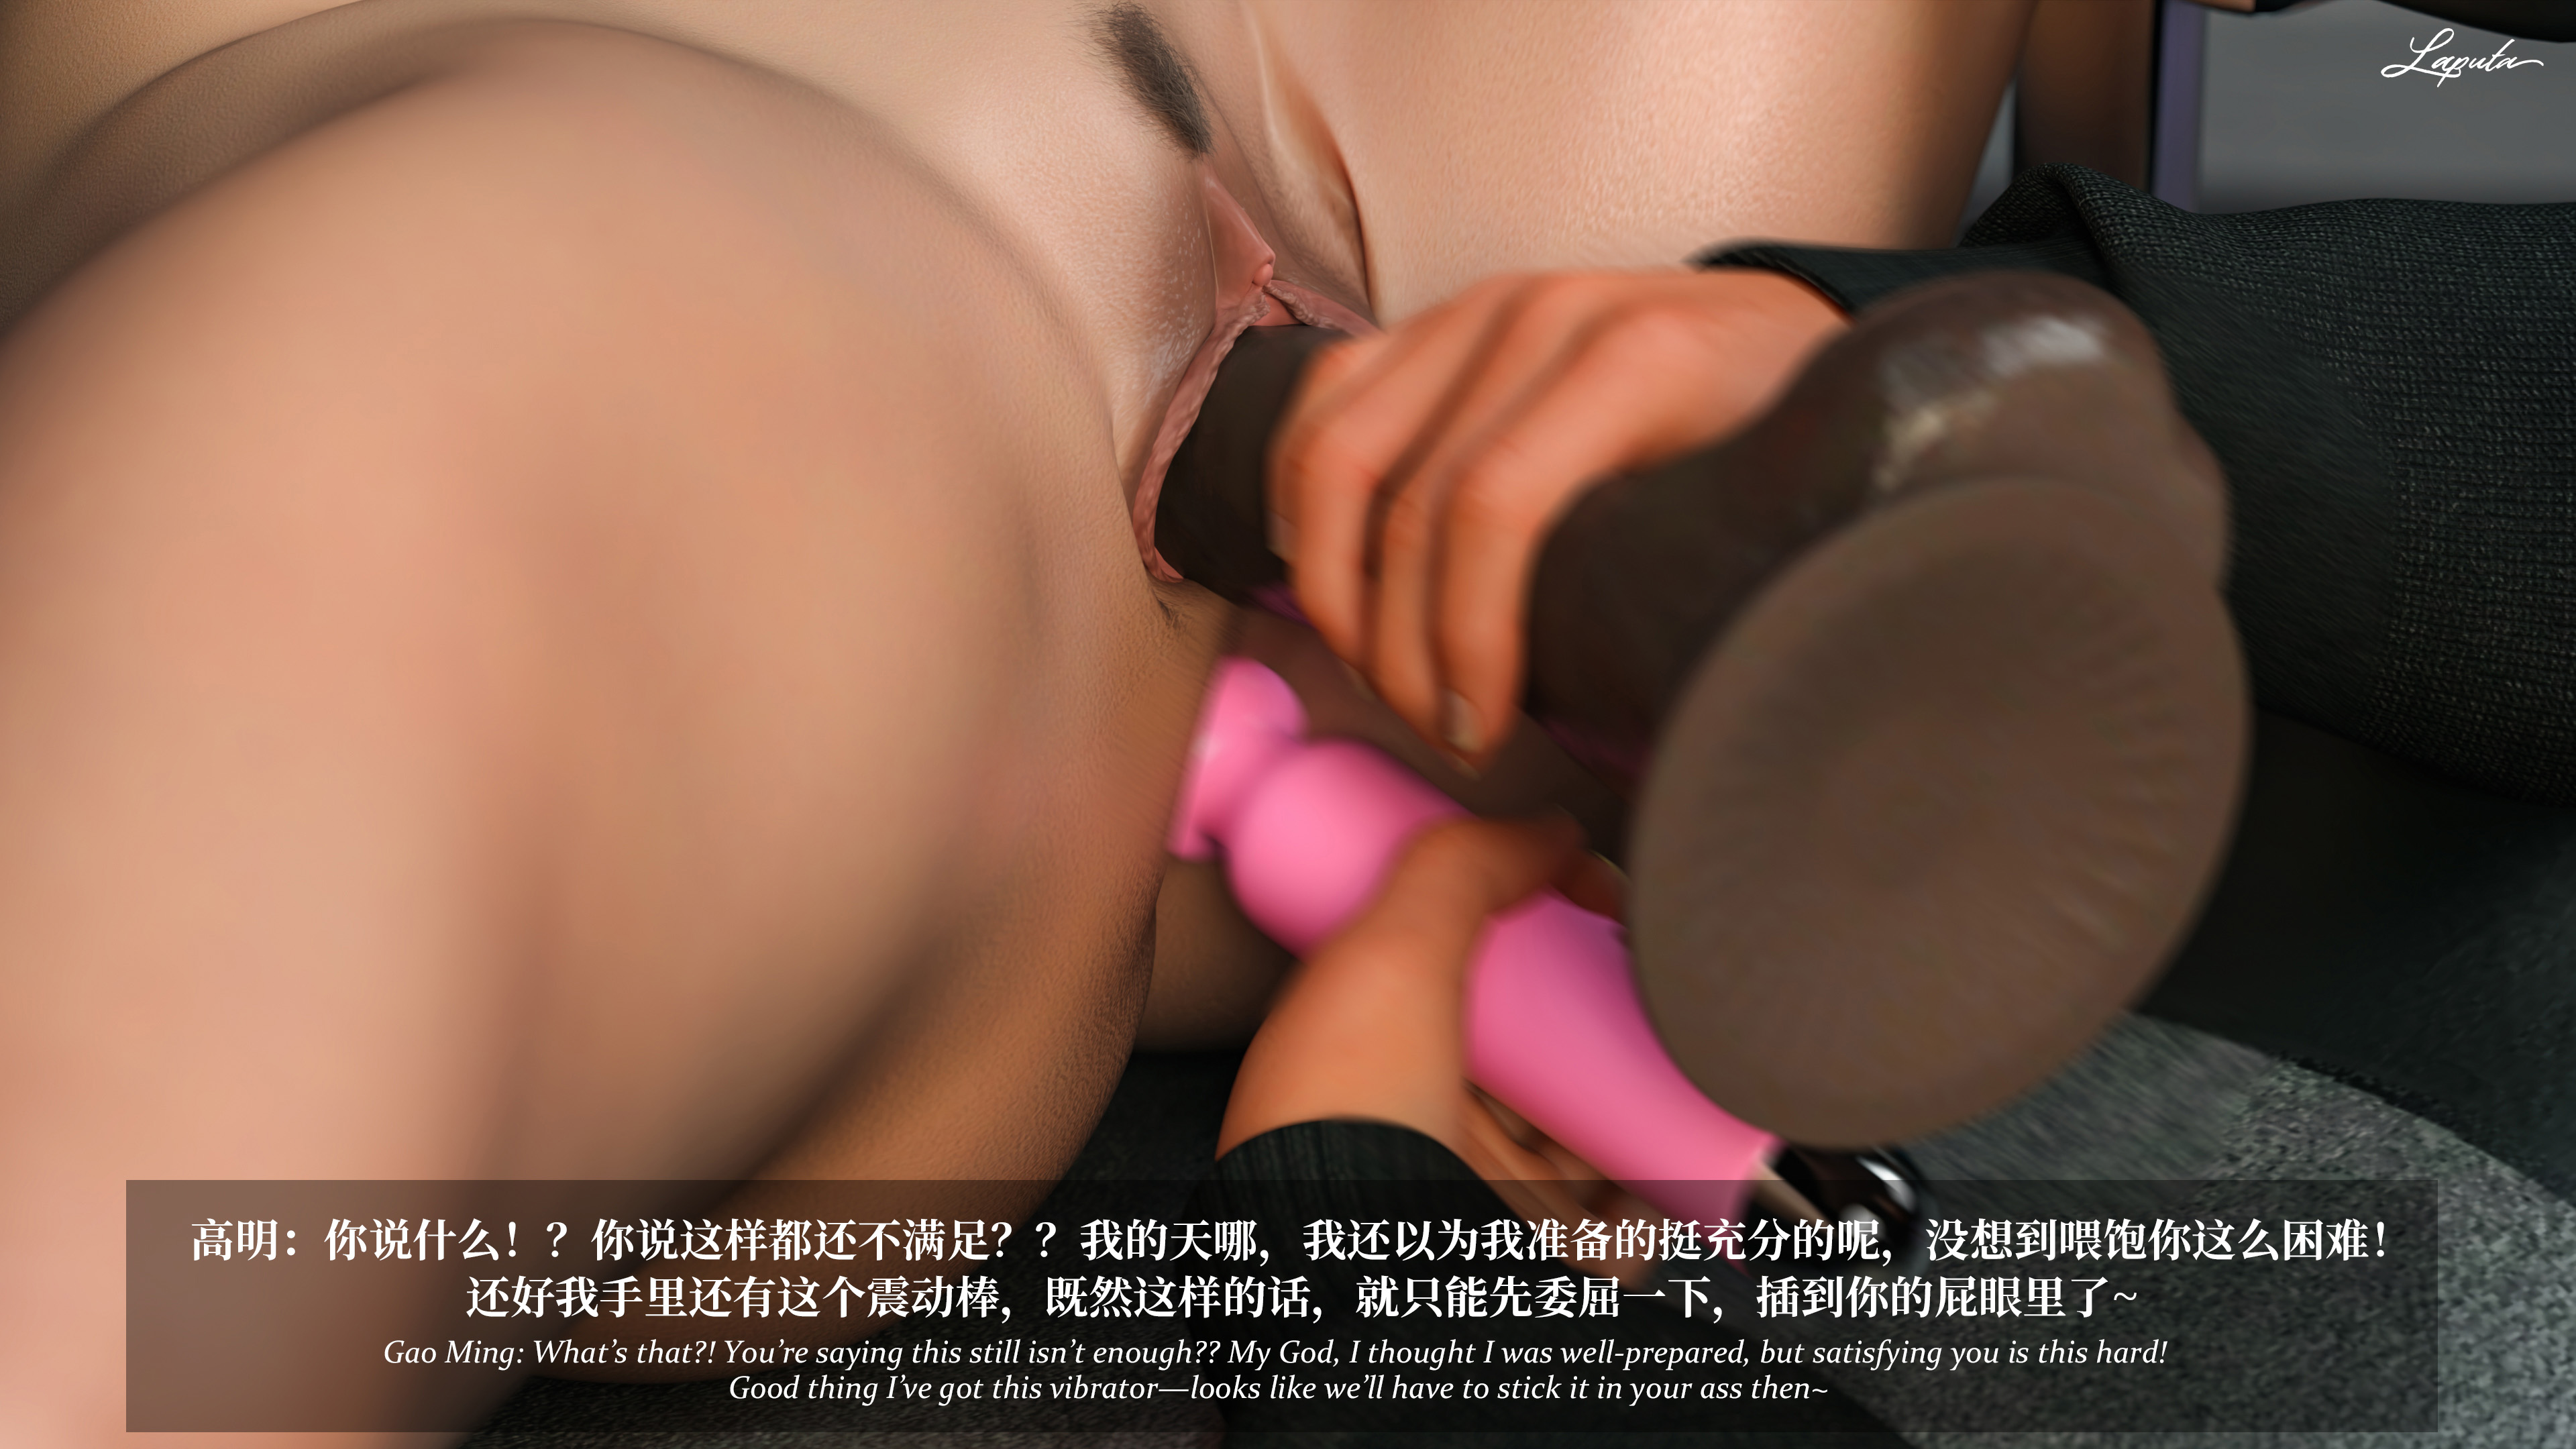 Laputa
高明：你说什么！？你说这样都还不满足？？我的天哪，我还以为我准备的挺充分的呢，没想到喂饱你这么困难！
还好我手里还有这个震动棒，既然这样的话，就只能先委屈一下，插到你的屁眼里了~
Gao Ming: What’s that?! You’re saying this still isn’t enough?? My God, I thought I was well-prepared, but satisfying you is this hard!
Good thing I’ve got this vibrator—looks like we’ll have to stick it in your ass then~